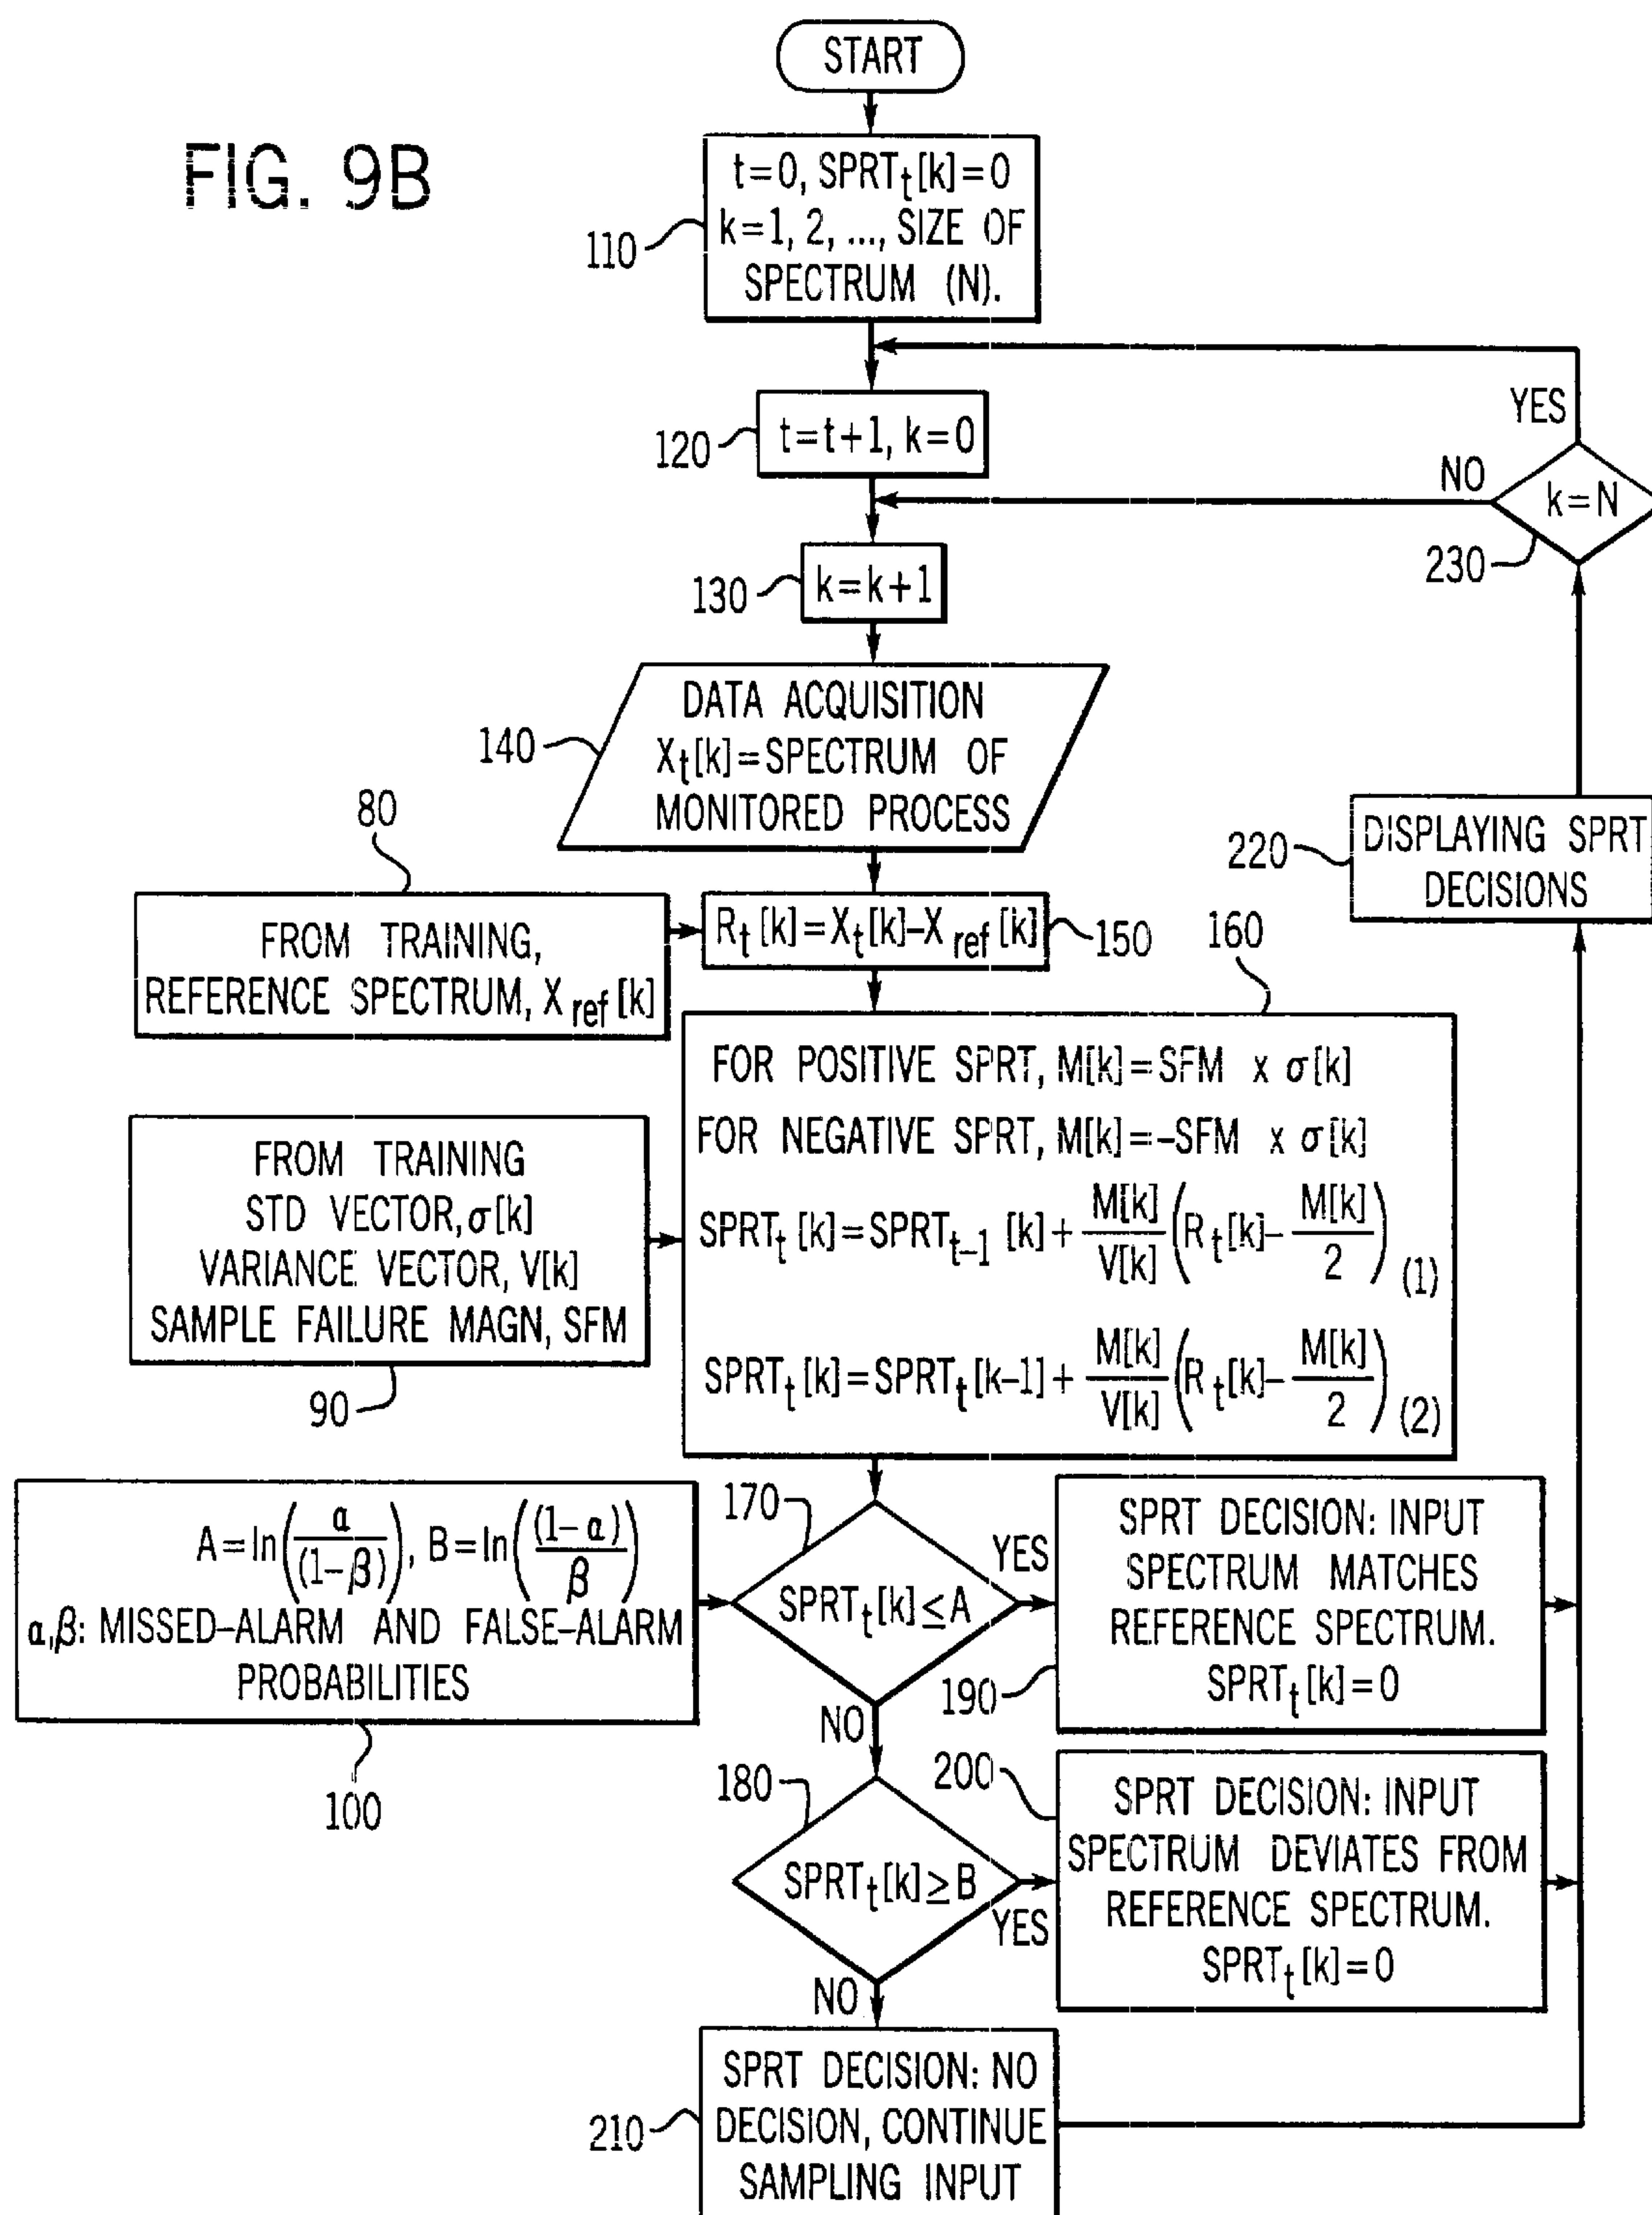 FIG. 9B
START
t=0, SPRTt[k]=0
k=1, 2, ..., SIZE OF
SPECTRUM (N).
110
t=t+1, k=0
120
YES
NO
k=N
230
k=k+1
130
DATA ACQUISITION
Xt[k]=SPECTRUM OF
MONITORED PROCESS
140
80
FROM TRAINING,
REFERENCE SPECTRUM, Xref[k]
Rt[k]=Xt[k]-Xref[k]
150
160
220
DISPLAYING SPRT
DECISIONS
FOR POSITIVE SPRT, M[k]=SFM x σ[k]
FOR NEGATIVE SPRT, M[k]=-SFM x σ[k]
SPRTt[k]=SPRTt-1[k]+M[k]/V[k](Rt[k]-M[k]/2) (1)
SPRTt[k]=SPRTt[k-1]+M[k]/V[k](Rt[k]-M[k]/2) (2)
FROM TRAINING
STD VECTOR, σ[k]
VARIANCE VECTOR, V[k]
SAMPLE FAILURE MAGN, SFM
90
A=ln(α/(1-β)), B=ln((1-α)/β)
α,β: MISSED-ALARM AND FALSE-ALARM
PROBABILITIES
100
170
SPRTt[k]≤A
YES
NO
SPRT DECISION: INPUT
SPECTRUM MATCHES
REFERENCE SPECTRUM.
SPRTt[k]=0
190
180
SPRTt[k]≥B
YES
NO
200
SPRT DECISION: INPUT
SPECTRUM DEVIATES FROM
REFERENCE SPECTRUM.
SPRTt[k]=0
SPRT DECISION: NO
DECISION, CONTINUE
SAMPLING INPUT
210